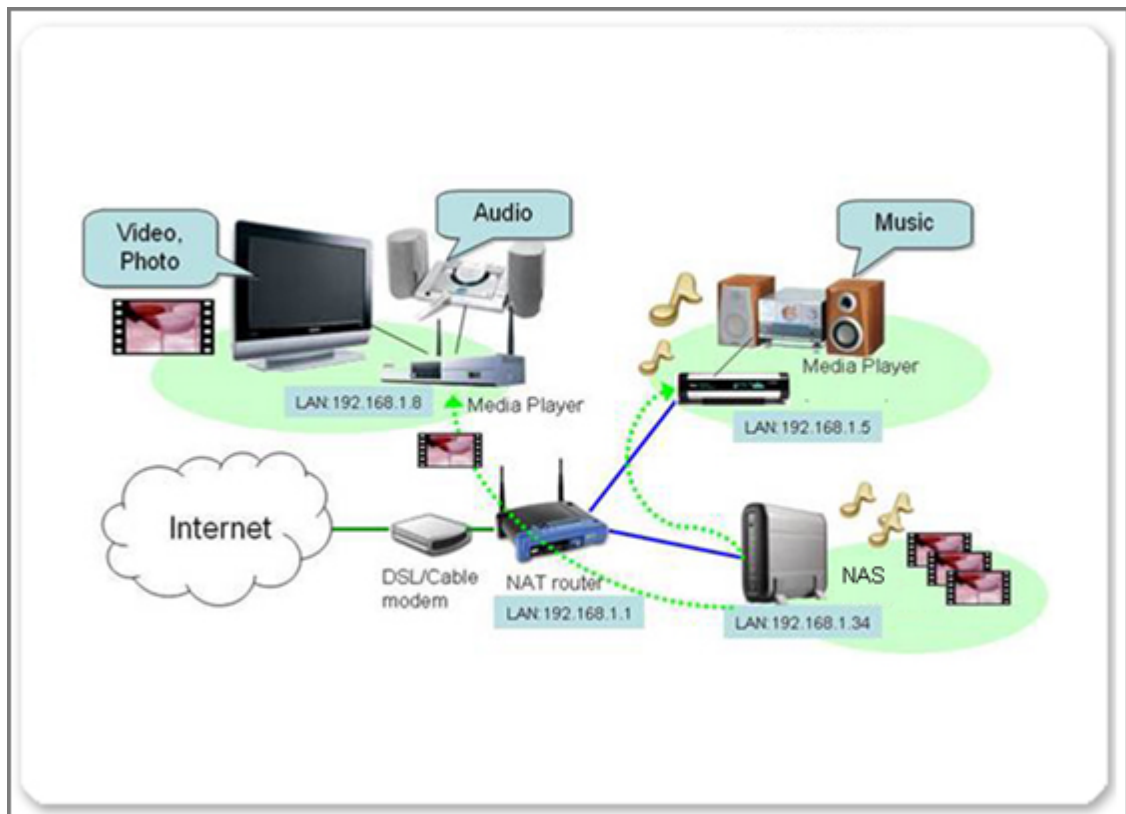 Video,
Photo
Audio
Music
LAN:192.168.1.8
Media Player
Media Player
LAN:192.168.1.5
Internet
DSL/Cable
modem
NAT router
LAN:192.168.1.1
NAS
LAN:192.168.1.34